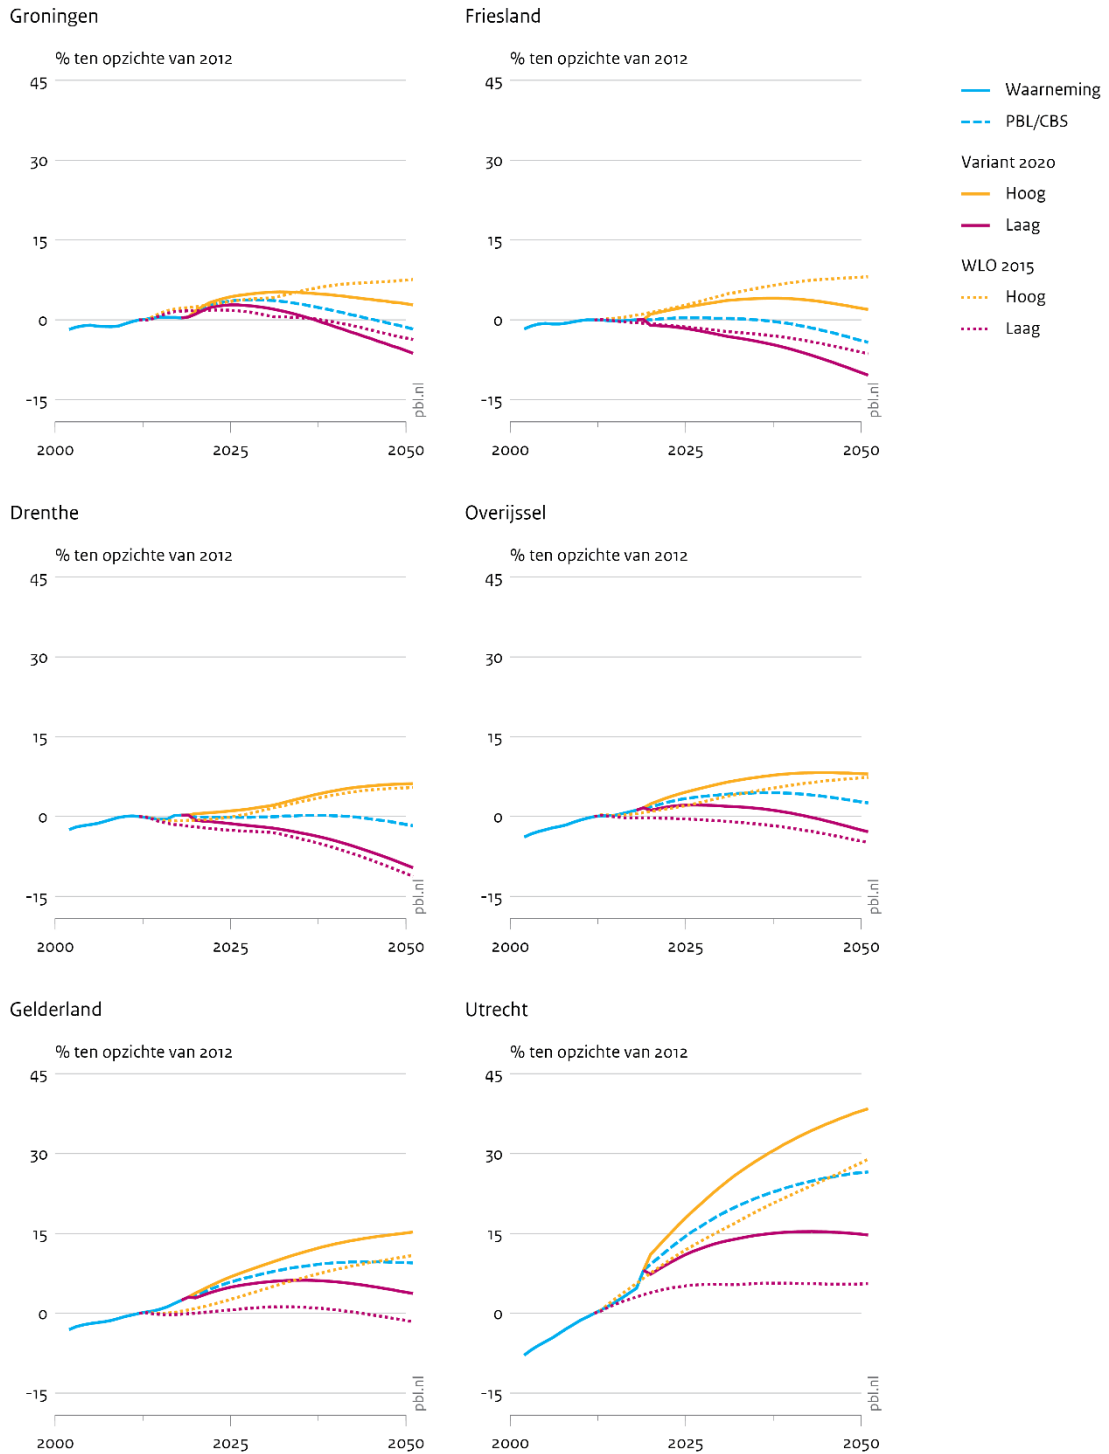 Groningen
% ten opzichte van 2012
45
30
15
0
-15
2000 2025 2050
pbl.nl
Friesland
% ten opzichte van 2012
45
30
15
0
-15
2000 2025 2050
pbl.nl
Waarneming
PBL/CBS
Variant 2020
Hoog
Laag
WLO 2015
Hoog
Laag
Drenthe
% ten opzichte van 2012
45
30
15
0
-15
2000 2025 2050
pbl.nl
Overijssel
% ten opzichte van 2012
45
30
15
0
-15
2000 2025 2050
pbl.nl
Gelderland
% ten opzichte van 2012
45
30
15
0
-15
2000 2025 2050
pbl.nl
Utrecht
% ten opzichte van 2012
45
30
15
0
-15
2000 2025 2050
pbl.nl